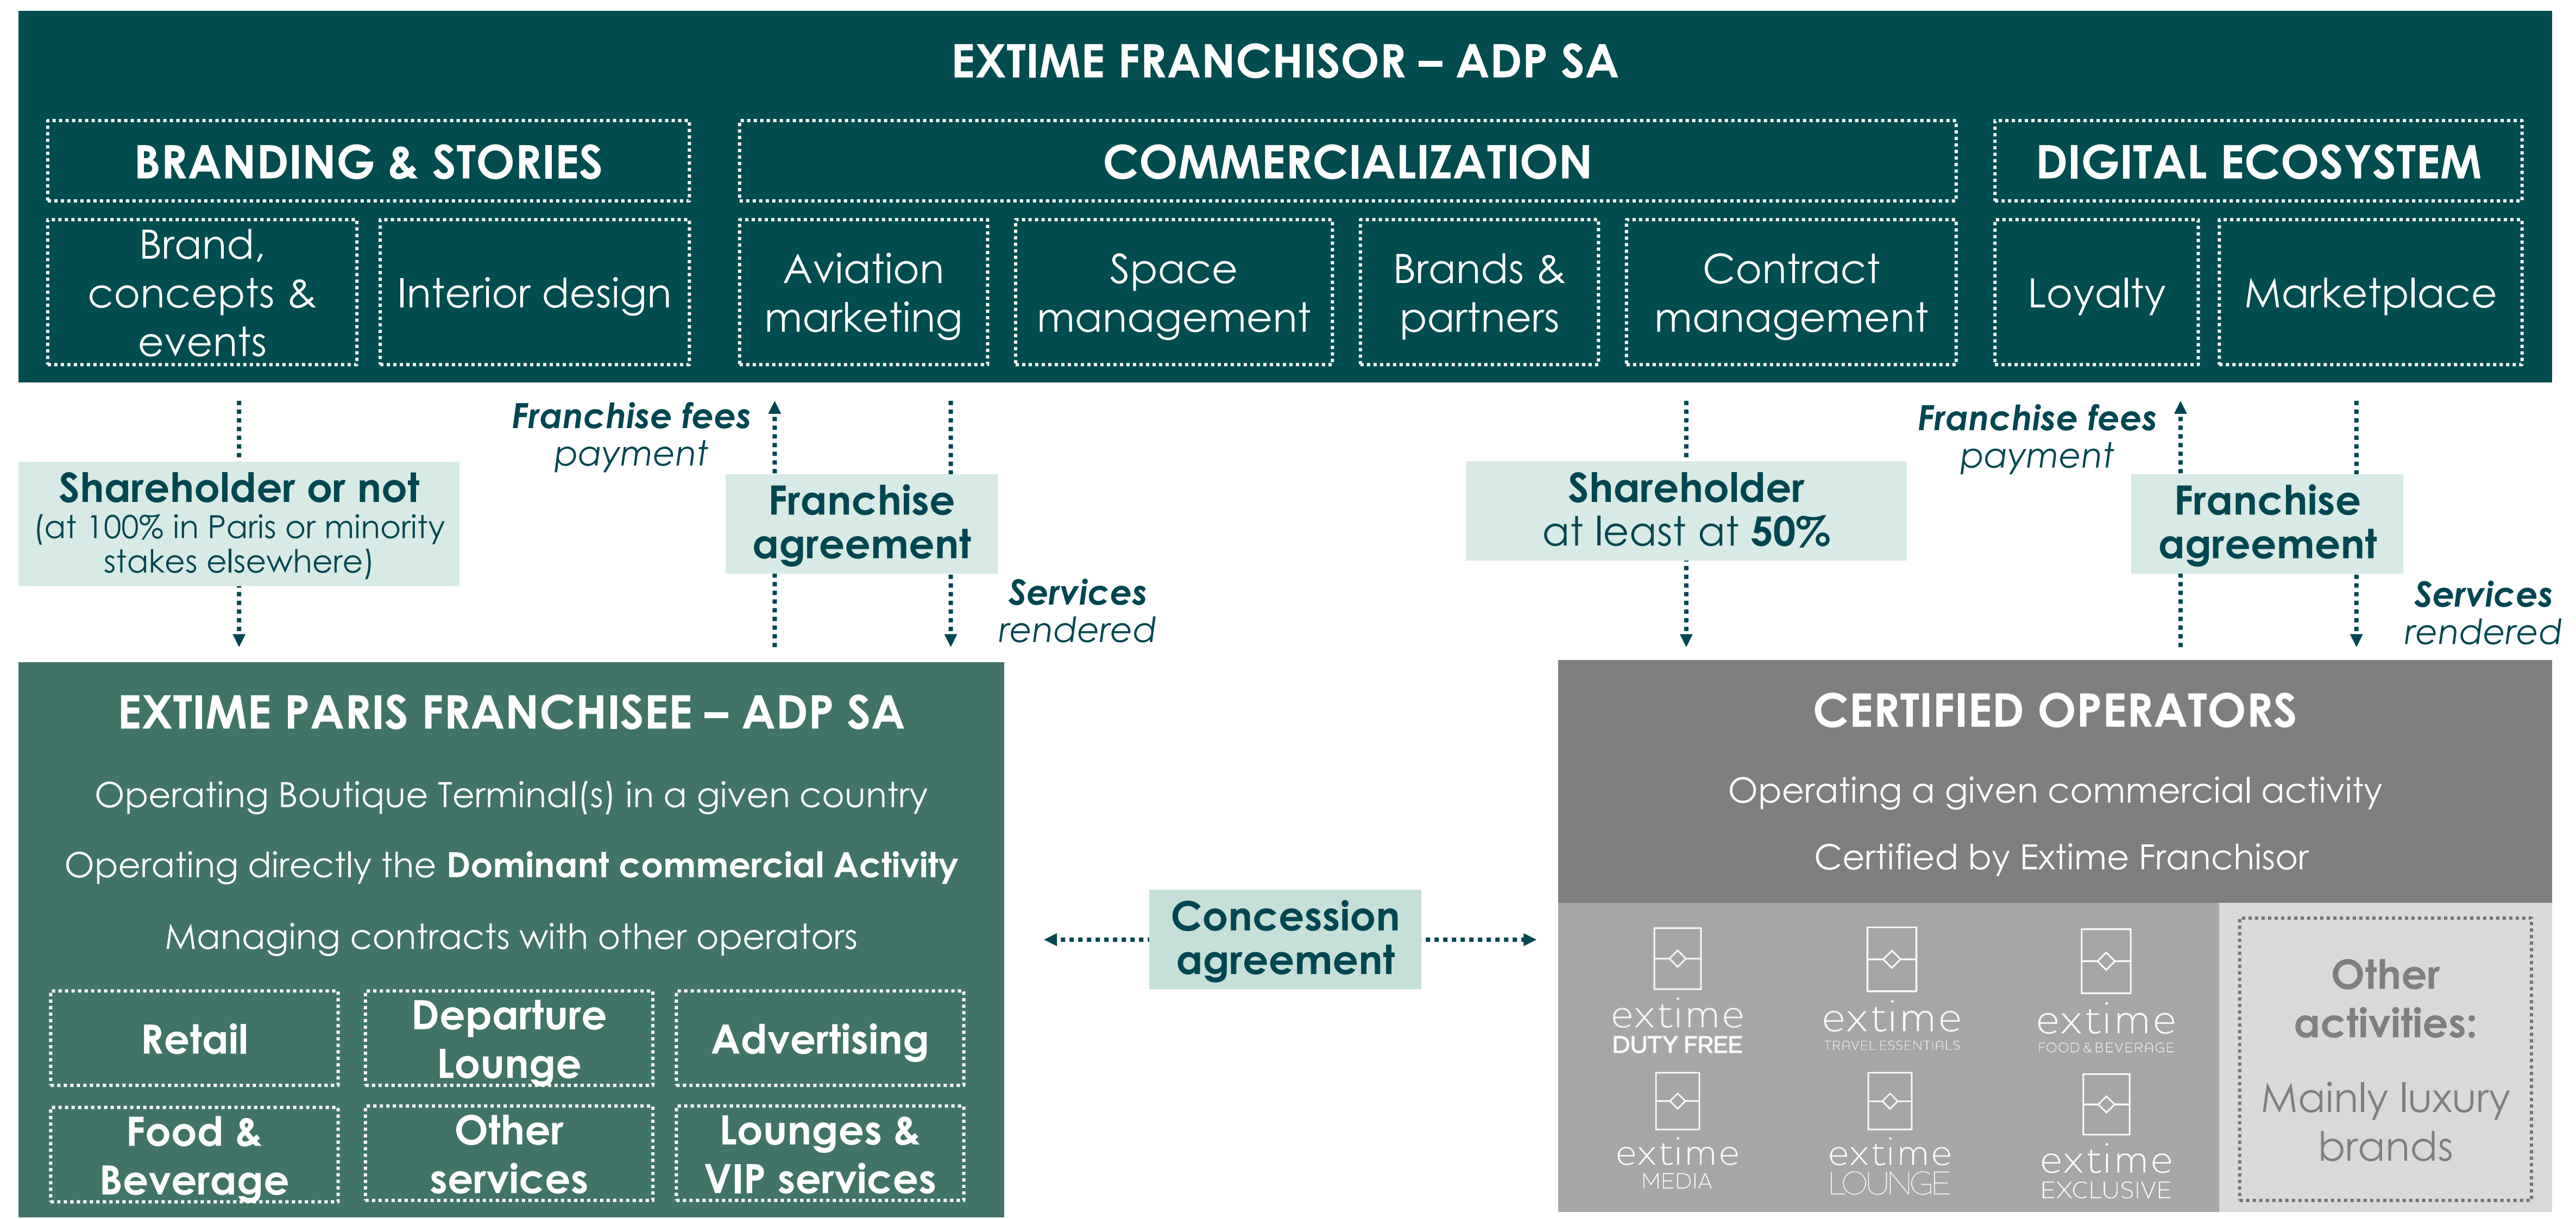 EXTIME FRANCHISOR – ADP SA
BRANDING & STORIES
COMMERCIALIZATION
DIGITAL ECOSYSTEM
Brand,
concepts &
events
Interior design
Aviation
marketing
Space
management
Brands &
partners
Contract
management
Loyalty
Marketplace
Shareholder or not
(at 100% in Paris or minority
stakes elsewhere)
Franchise fees
payment
Franchise
agreement
Services
rendered
Shareholder
at least at 50%
Franchise fees
payment
Franchise
agreement
Services
rendered
EXTIME PARIS FRANCHISEE – ADP SA
Operating Boutique Terminal(s) in a given country
Operating directly the Dominant commercial Activity
Managing contracts with other operators
Retail
Departure
Lounge
Advertising
Food &
Beverage
Other
services
Lounges &
VIP services
Concession
agreement
CERTIFIED OPERATORS
Operating a given commercial activity
Certified by Extime Franchisor
extime
DUTY FREE
extime
TRAVEL ESSENTIALS
extime
FOOD & BEVERAGE
extime
MEDIA
extime
LOUNGE
extime
EXCLUSIVE
Other
activities:
Mainly luxury
brands